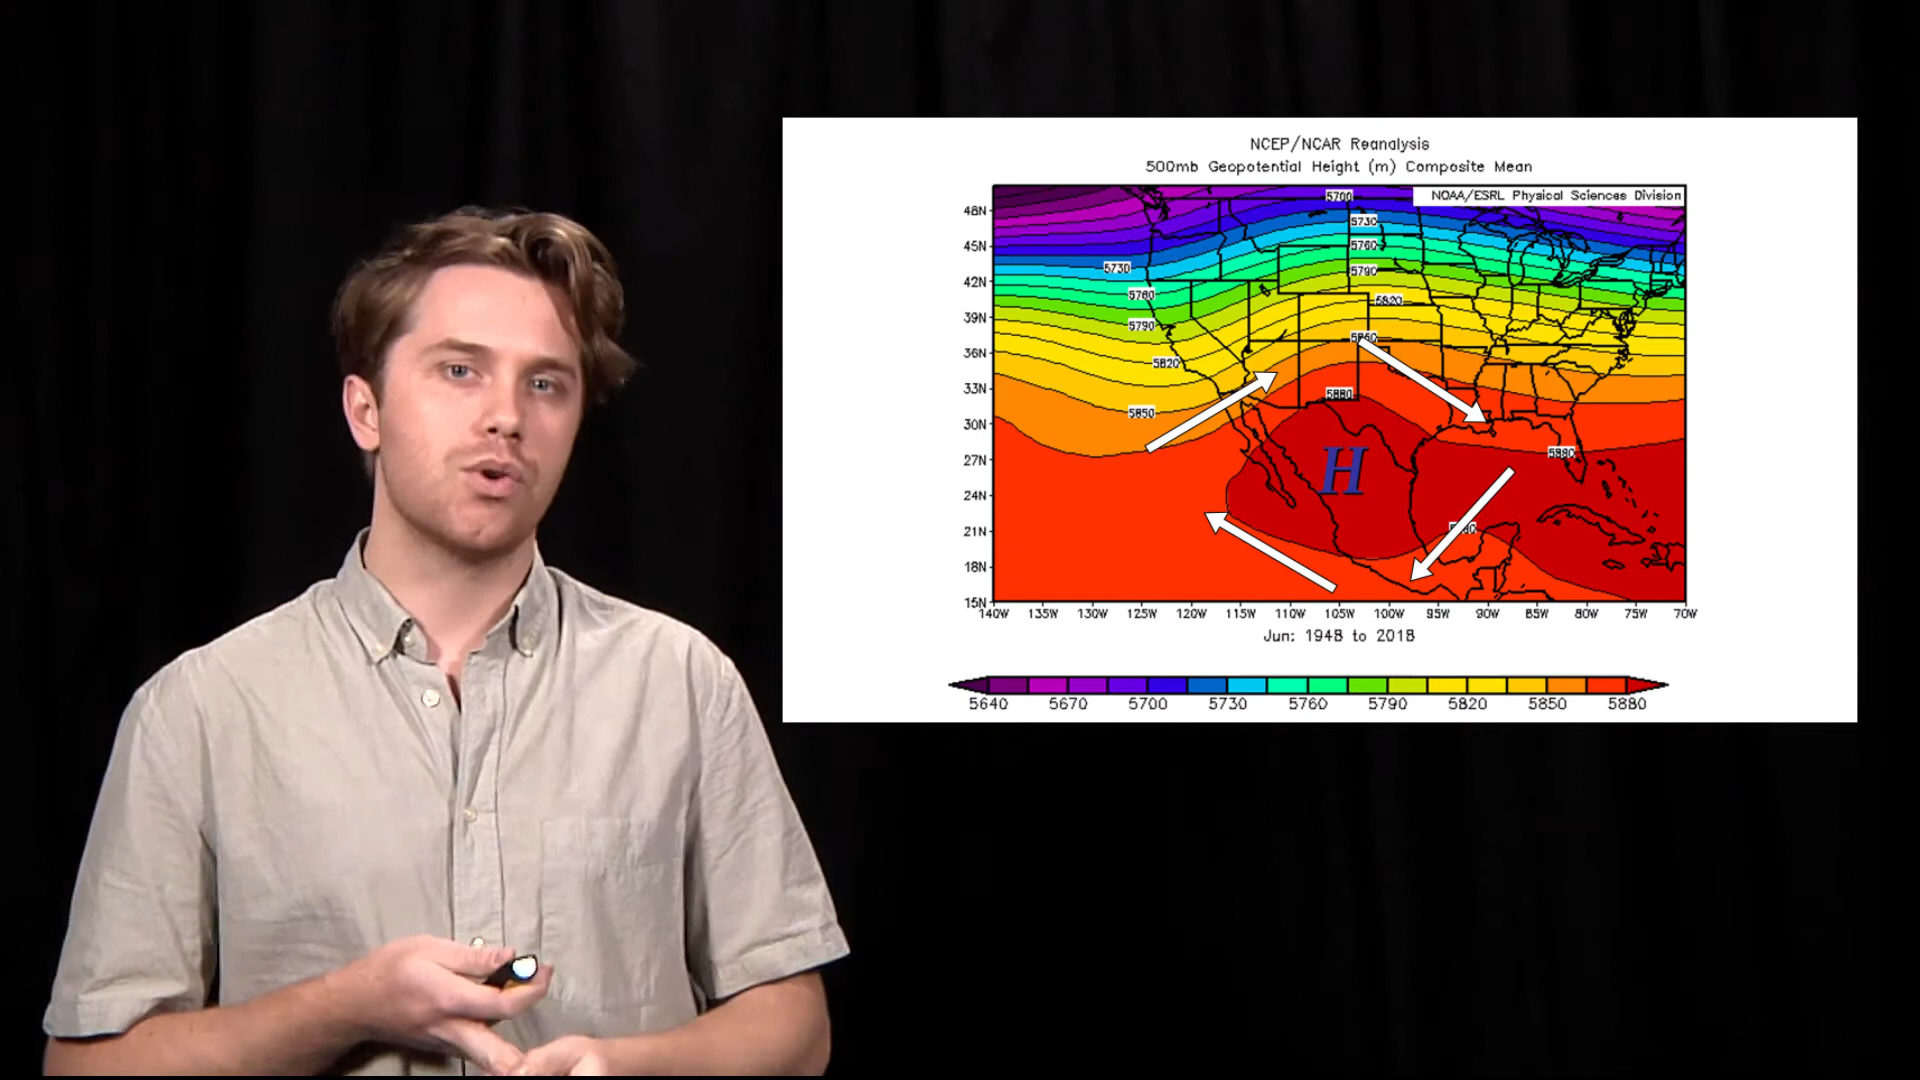 NCEP/NCAR Reanalysis
500mb Geopotential Height (m) Composite Mean
NOAA/ESRL Physical Sciences Division
5700
5730
5760
5790
5820
5850
5880
5730
5760
5790
5820
5850
5880
H
48N
45N
42N
39N
36N
33N
30N
27N
24N
21N
18N
15N
140W 135W 130W 125W 120W 115W 110W 105W 100W 95W 90W 85W 80W 75W 70W
Jun: 1948 to 2018
5640 5670 5700 5730 5760 5790 5820 5850 5880